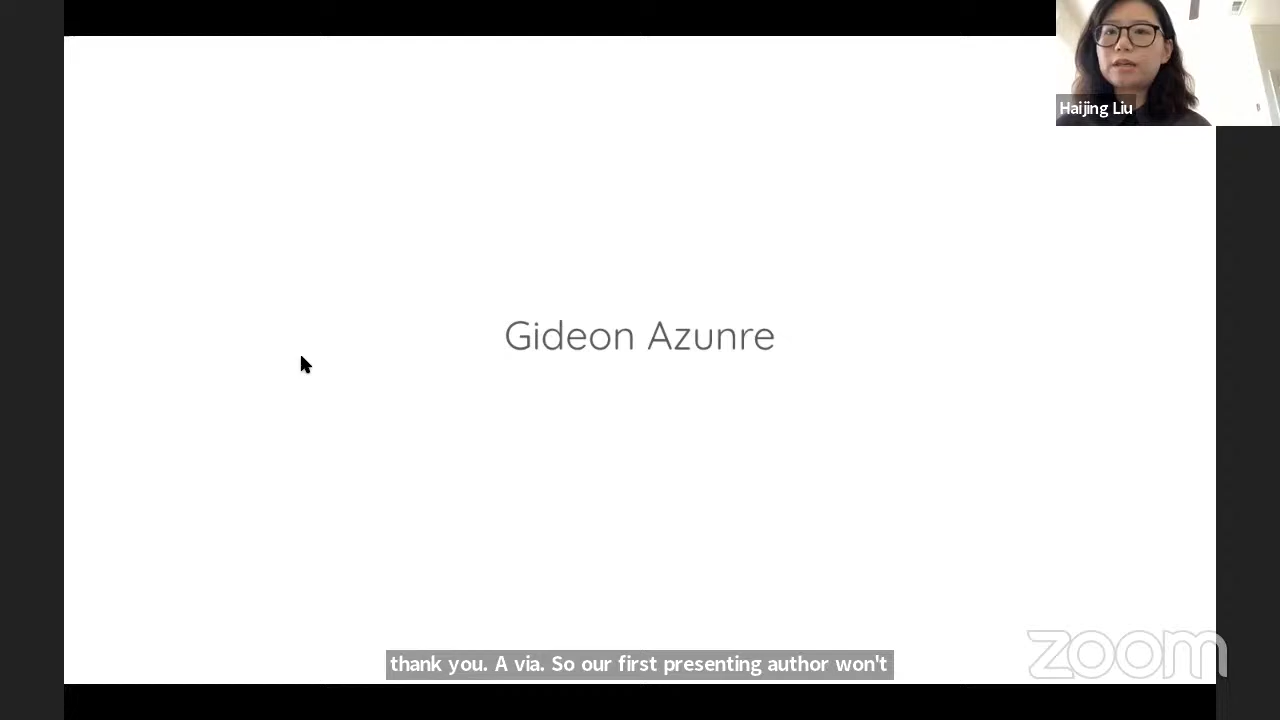 Haijing Liu
Gideon Azunre
thank you. A via. So our first presenting author won't
zoom